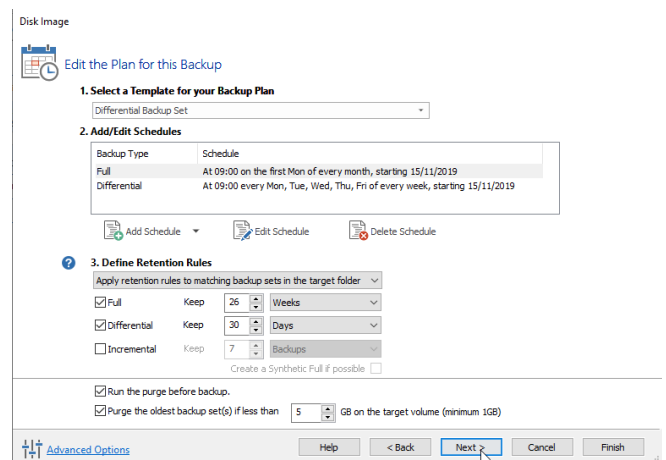 Disk Image
Edit the Plan for this Backup
1. Select a Template for your Backup Plan
Differential Backup Set
2. Add/Edit Schedules
Backup Type Schedule
Full At 09:00 on the first Mon of every month, starting 15/11/2019
Differential At 09:00 every Mon, Tue, Wed, Thu, Fri of every week, starting 15/11/2019
Add Schedule Edit Schedule Delete Schedule
? 3. Define Retention Rules
Apply retention rules to matching backup sets in the target folder
Full Keep 26 Weeks
Differential Keep 30 Days
Incremental Keep 7 Backups
Create a Synthetic Full if possible
Run the purge before backup.
Purge the oldest backup set(s) if less than 5 GB on the target volume (minimum 1GB)
Advanced Options Help < Back Next > Cancel Finish